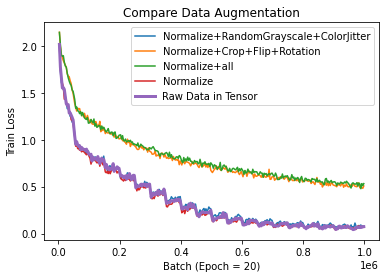 Compare Data Augmentation
Normalize+RandomGrayscale+ColorJitter
Normalize+Crop+Flip+Rotation
Normalize+all
Normalize
Raw Data in Tensor
Train Loss
2.0
1.5
1.0
0.5
0.0
0.0 0.2 0.4 0.6 0.8 1.0
1e6
Batch (Epoch = 20)